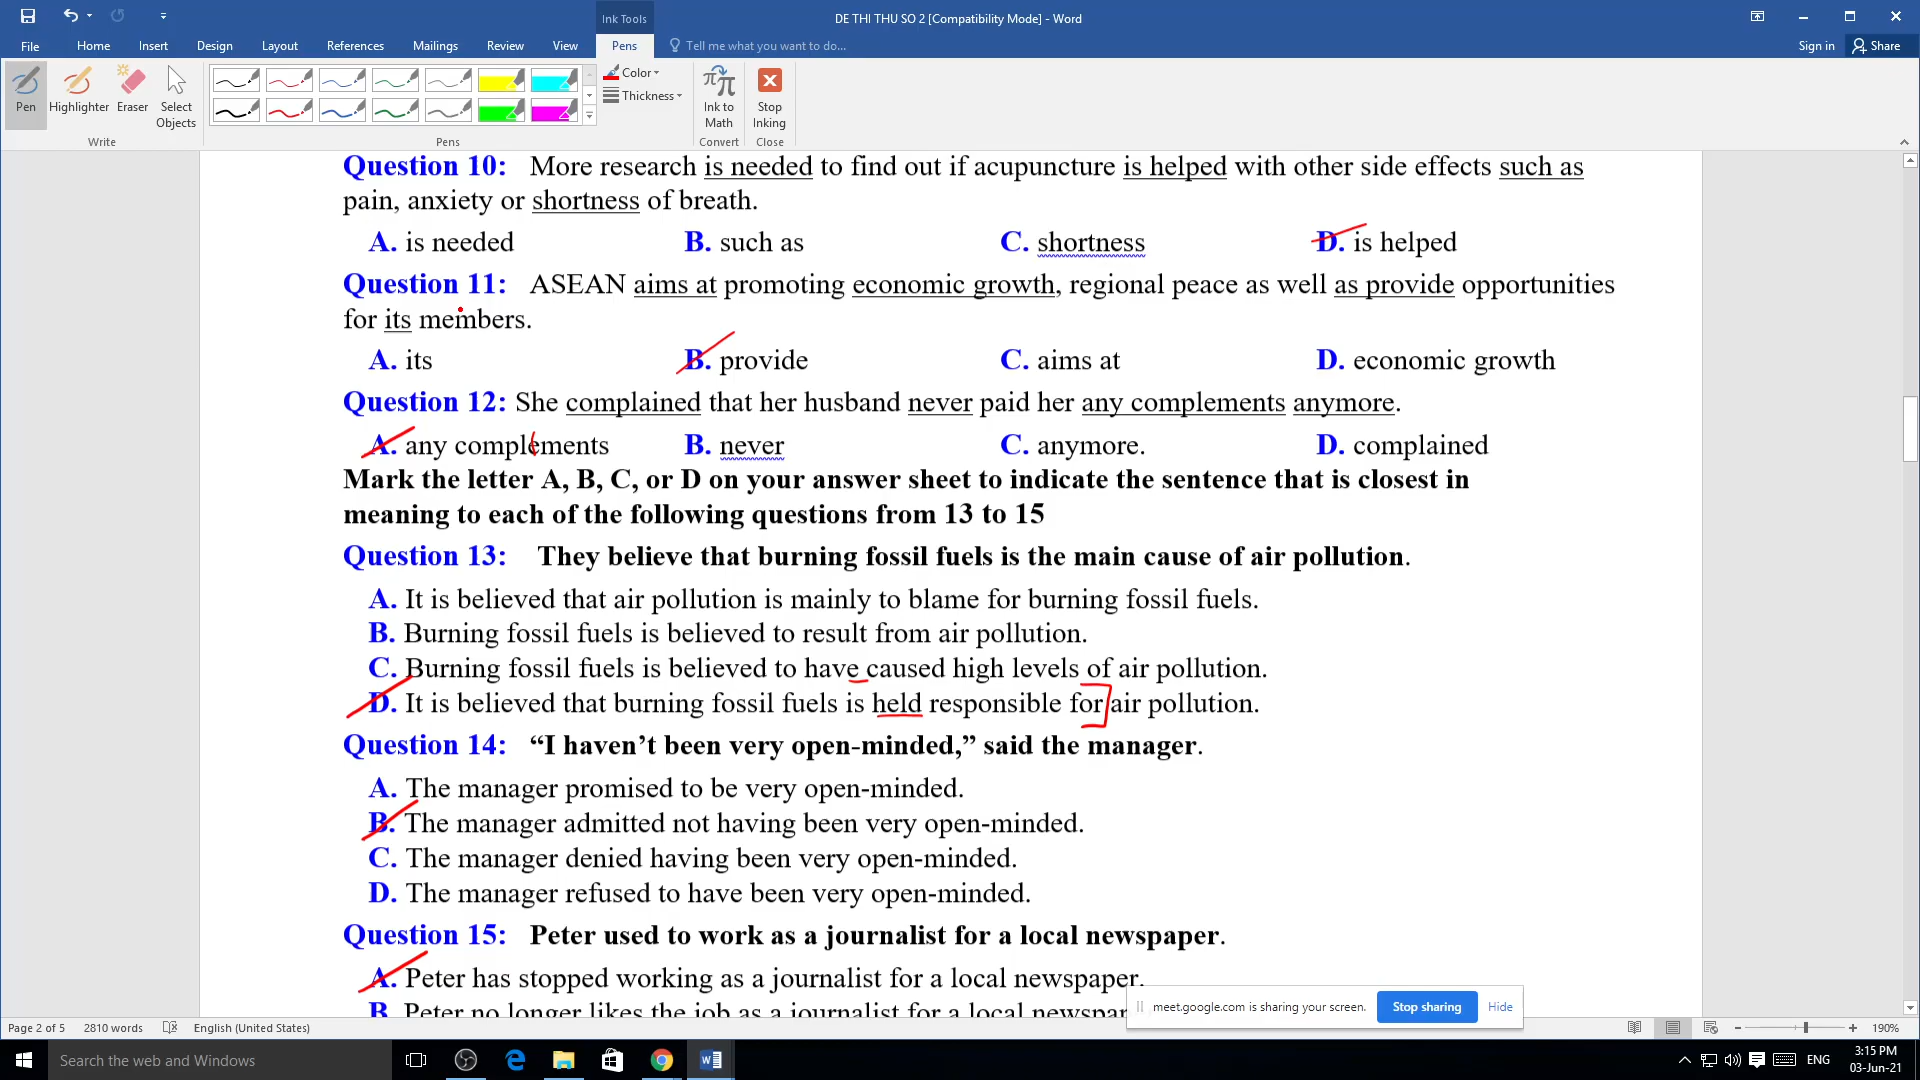 Ink Tools
DE THI THU SO 2 [Compatibility Mode] - Word
File Home Insert Design Layout References Mailings Review View Pens Tell me what you want to do... Sign in Share
Pen Highlighter Eraser Select Objects
Color
Thickness
Ink to Math
Stop Inking
Write Pens Convert Close
Question 10: More research is needed to find out if acupuncture is helped with other side effects such as
pain, anxiety or shortness of breath.
A. is needed B. such as C. shortness D. is helped
Question 11: ASEAN aims at promoting economic growth, regional peace as well as provide opportunities
for its members.
A. its B. provide C. aims at D. economic growth
Question 12: She complained that her husband never paid her any complements anymore.
A. any complements B. never C. anymore. D. complained
Mark the letter A, B, C, or D on your answer sheet to indicate the sentence that is closest in
meaning to each of the following questions from 13 to 15
Question 13: They believe that burning fossil fuels is the main cause of air pollution.
A. It is believed that air pollution is mainly to blame for burning fossil fuels.
B. Burning fossil fuels is believed to result from air pollution.
C. Burning fossil fuels is believed to have caused high levels of air pollution.
D. It is believed that burning fossil fuels is held responsible for air pollution.
Question 14: “I haven’t been very open-minded,” said the manager.
A. The manager promised to be very open-minded.
B. The manager admitted not having been very open-minded.
C. The manager denied having been very open-minded.
D. The manager refused to have been very open-minded.
Question 15: Peter used to work as a journalist for a local newspaper.
A. Peter has stopped working as a journalist for a local newspaper.
B. Peter no longer likes the job as a journalist for a local newspaper
meet.google.com is sharing your screen. Stop sharing Hide
Page 2 of 5 2810 words English (United States) 190%
Search the web and Windows
ENG
3:15 PM
03-Jun-21